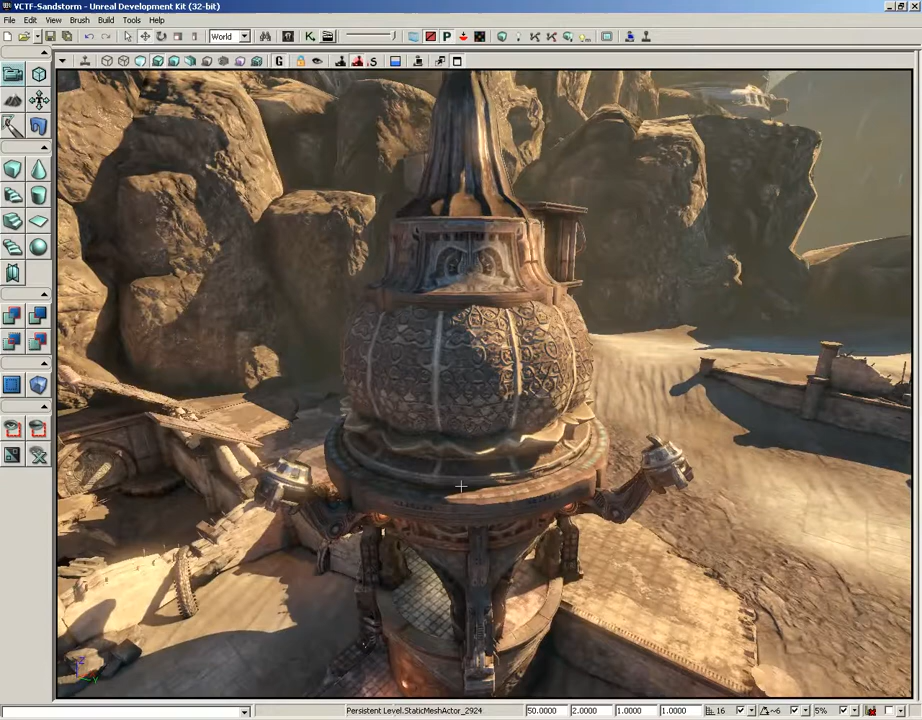 VCTF-Sandstorm - Unreal Development Kit (32-bit)
File Edit View Brush Build Tools Help
World
K P
G S
Z
Y
Persistent Level.StaticMeshActor_2924
50.0000 2.0000 1.0000 1.0000 16 ~6 5%